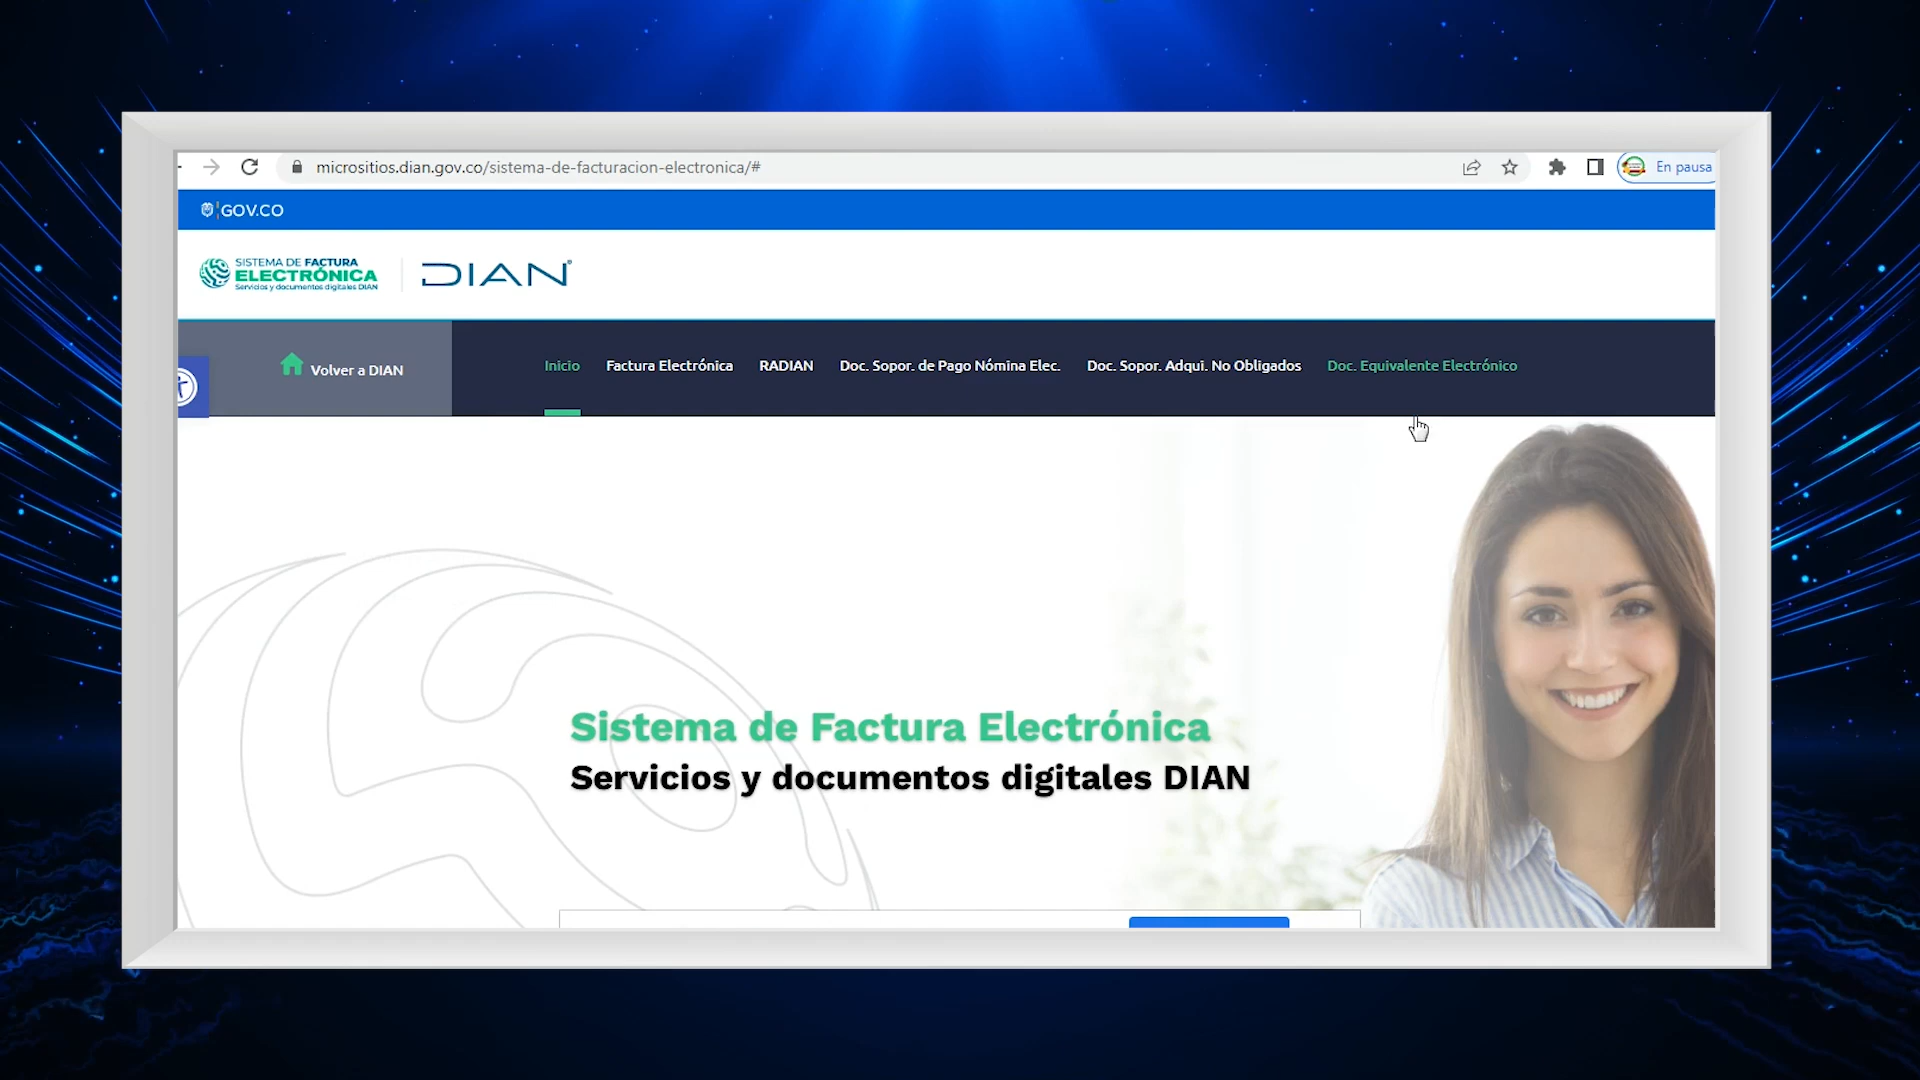 micrositios.dian.gov.co/sistema-de-facturacion-electronica/#
En pausa
GOV.CO
SISTEMA DE FACTURA
ELECTRÓNICA
Servicios y documentos digitales DIAN
DIAN®
Volver a DIAN
Inicio
Factura Electrónica
RADIAN
Doc. Sopor. de Pago Nómina Elec.
Doc. Sopor. Adqui. No Obligados
Doc. Equivalente Electrónico
Sistema de Factura Electrónica
Servicios y documentos digitales DIAN